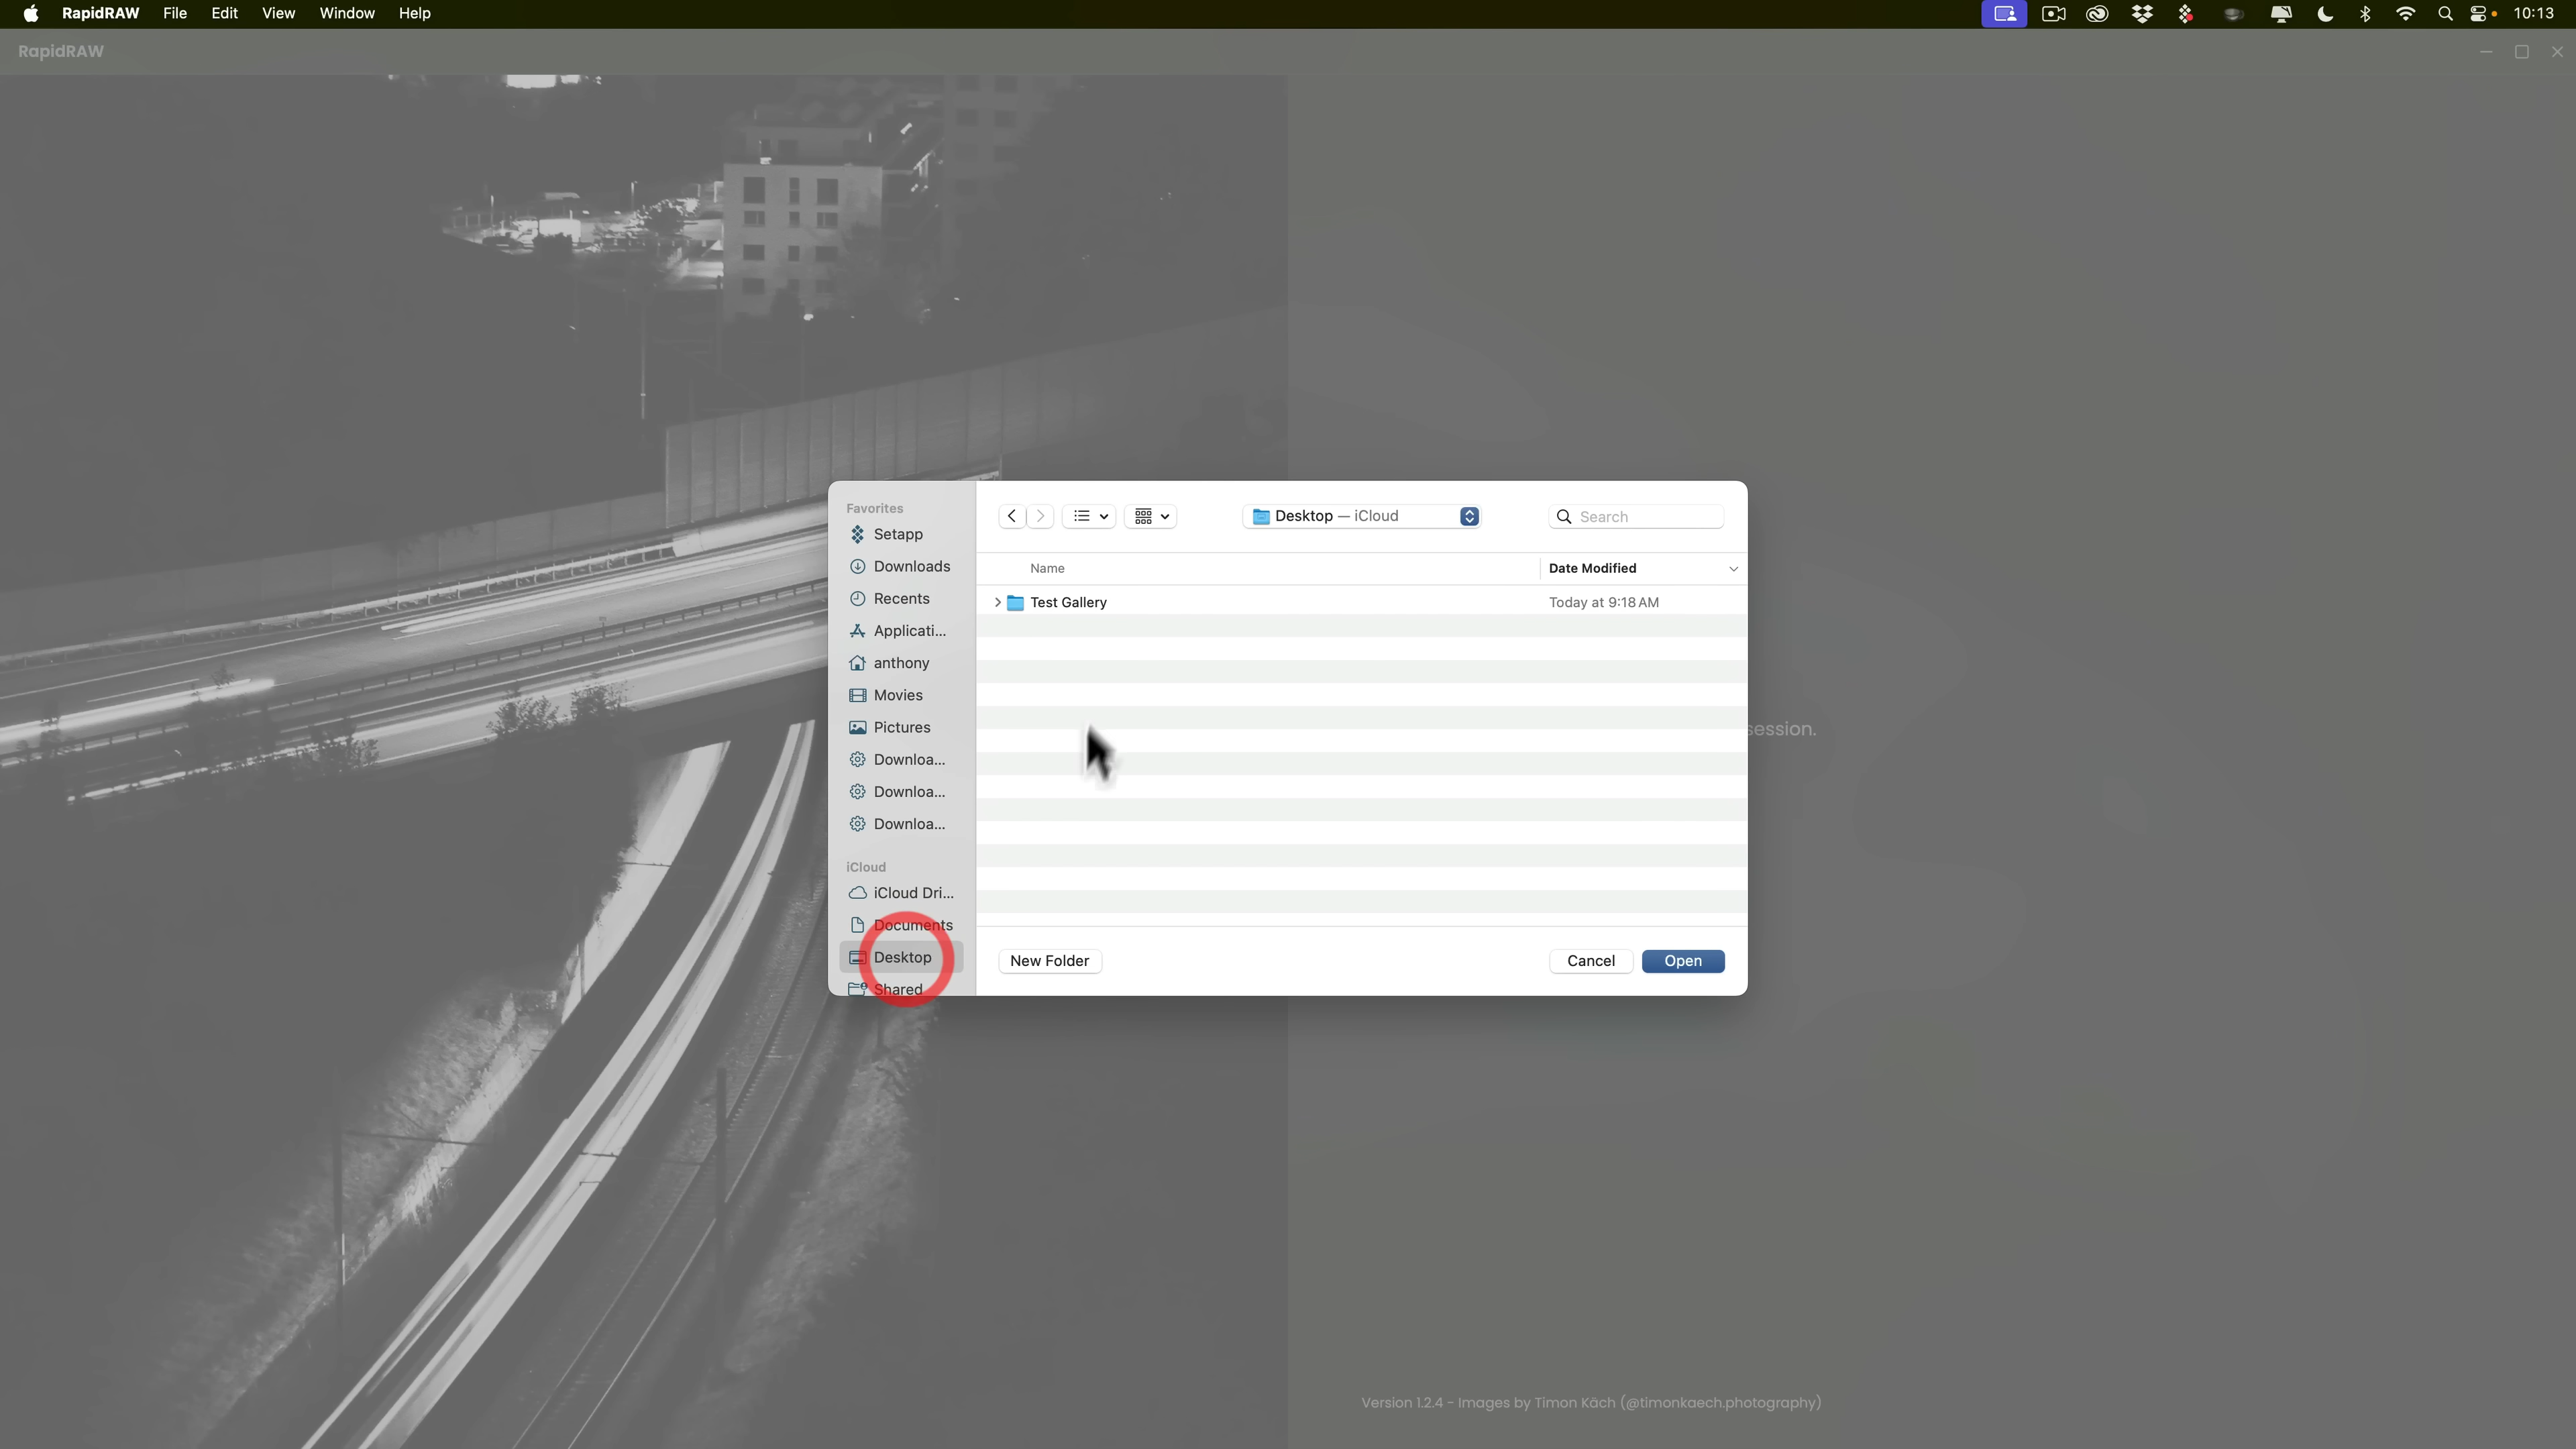 RapidRAW File Edit View Window Help 10:13
RapidRAW
Favorites
Setapp
Downloads
Recents
Applicati...
anthony
Movies
Pictures
Downloa...
Downloa...
Downloa...
iCloud
iCloud Dri...
Documents
Desktop
Shared
Desktop — iCloud
Search
Name Date Modified
Test Gallery Today at 9:18 AM
New Folder Cancel Open
session.
Version 1.2.4 - Images by Timon Käch (@timonkaech.photography)